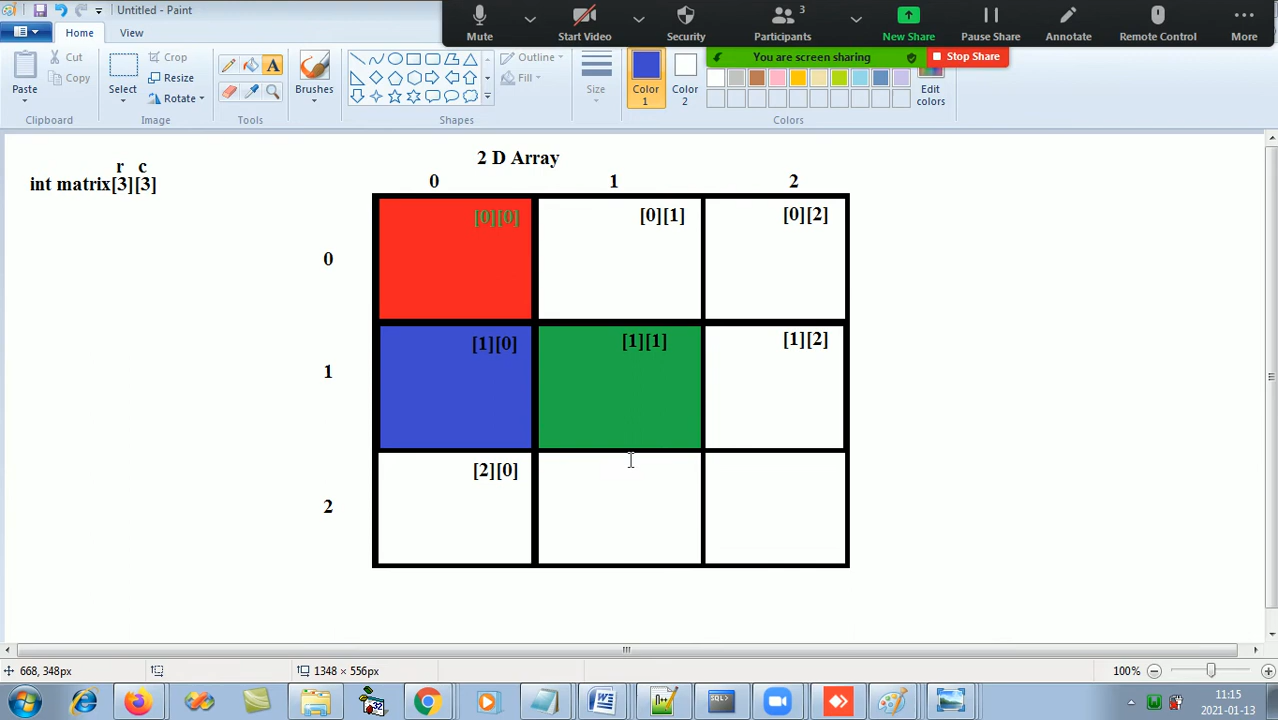 Untitled - Paint
Home
View
Paste
Cut
Copy
Clipboard
Select
Crop
Resize
Rotate
Image
Tools
Brushes
Shapes
Outline
Fill
Size
Color 1
Color 2
Colors
Edit colors
Mute
Start Video
Security
3
Participants
New Share
Pause Share
Annotate
Remote Control
More
You are screen sharing
Stop Share
2 D Array
r c
int matrix[3][3]
0 1 2
0
[0][0] [0][1] [0][2]
1
[1][0] [1][1] [1][2]
2
[2][0]
668, 348px
1348 × 556px
100%
SQL>
11:15
2021-01-13